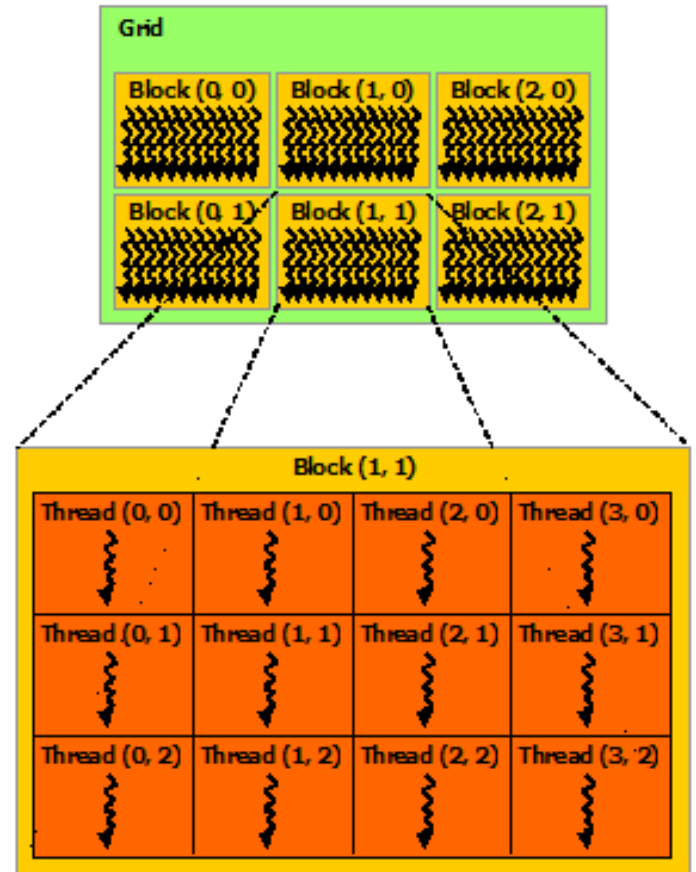 Grid
Block (0, 0) Block (1, 0) Block (2, 0)
Block (0, 1) Block (1, 1) Block (2, 1)
Block (1, 1)
Thread (0, 0) Thread (1, 0) Thread (2, 0) Thread (3, 0)
Thread (0, 1) Thread (1, 1) Thread (2, 1) Thread (3, 1)
Thread (0, 2) Thread (1, 2) Thread (2, 2) Thread (3, 2)